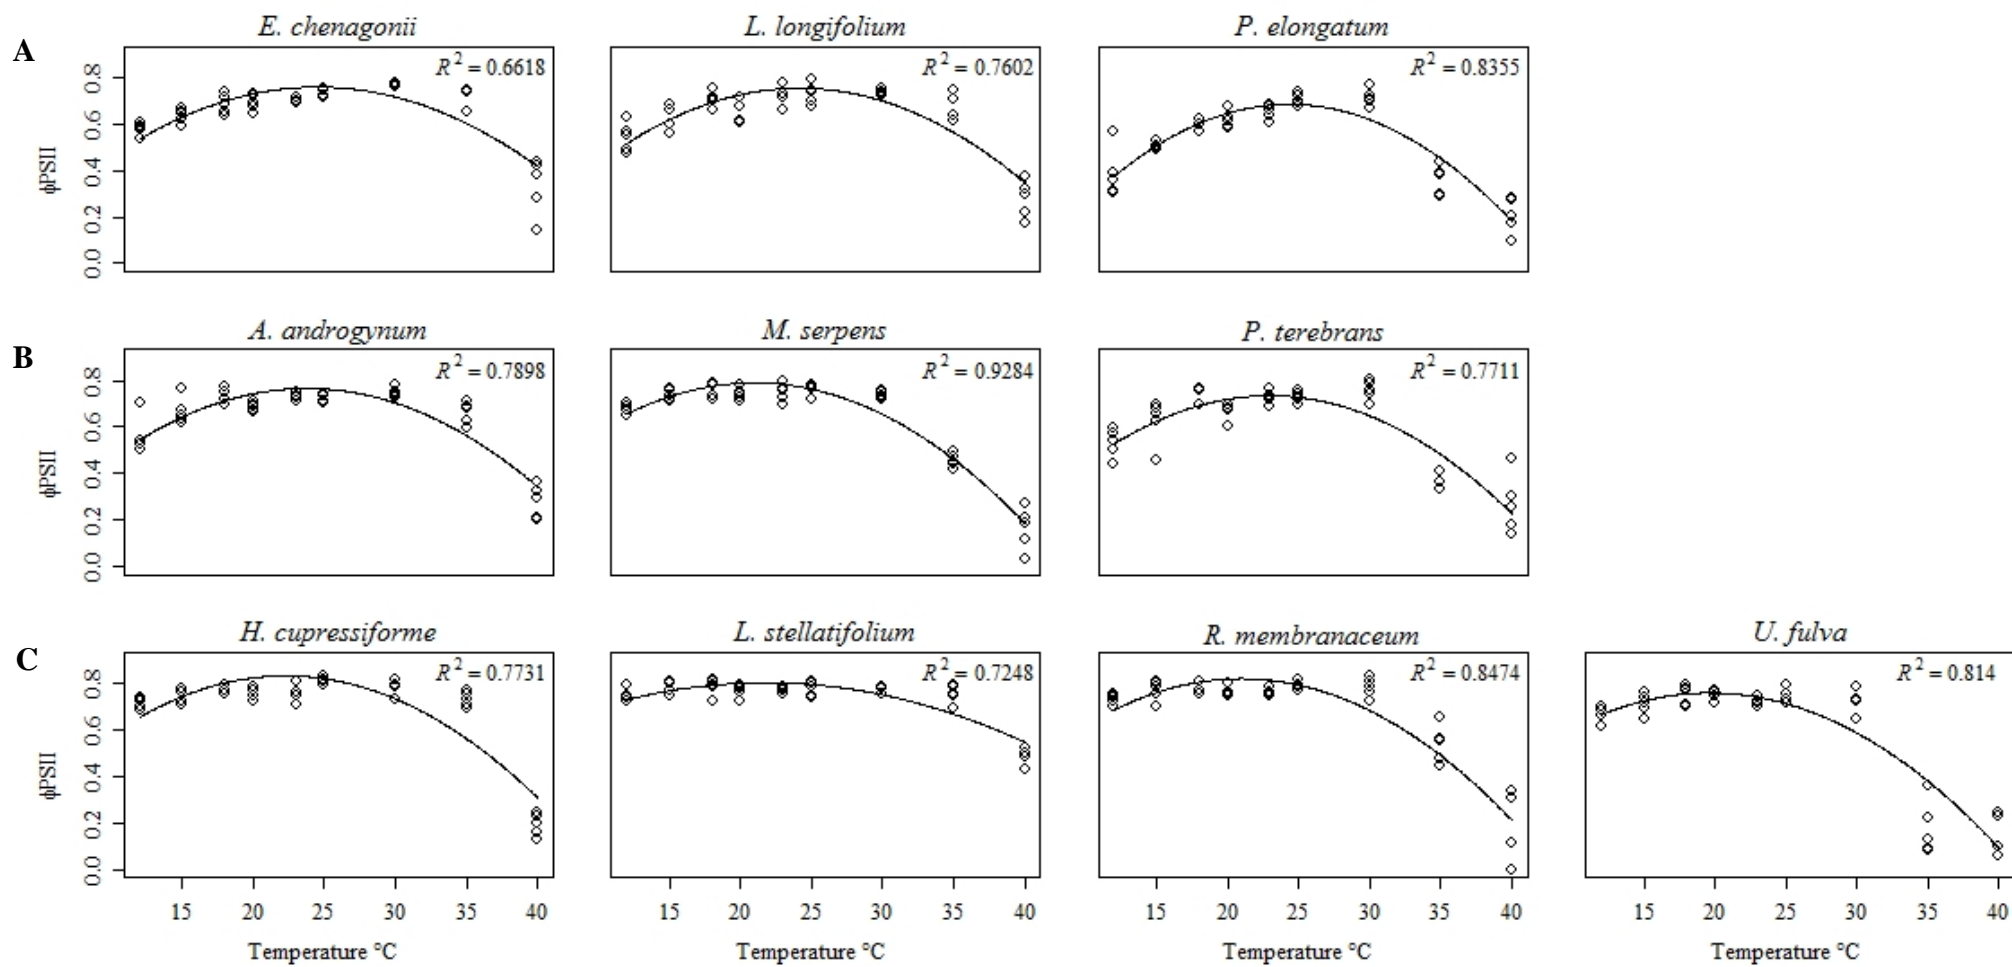 E. chenagonii L. longifolium P. elongatum
A
R² = 0.6618 R² = 0.7602 R² = 0.8355
ϕPSII
0.0 0.2 0.4 0.6 0.8
A. androgynum M. serpens P. terebrans
B
R² = 0.7898 R² = 0.9284 R² = 0.7711
ϕPSII
0.0 0.2 0.4 0.6 0.8
H. cupressiforme L. stellatifolium R. membranaceum U. fulva
C
R² = 0.7731 R² = 0.7248 R² = 0.8474 R² = 0.814
ϕPSII
0.0 0.2 0.4 0.6 0.8
15 20 25 30 35 40 15 20 25 30 35 40 15 20 25 30 35 40 15 20 25 30 35 40
Temperature °C Temperature °C Temperature °C Temperature °C